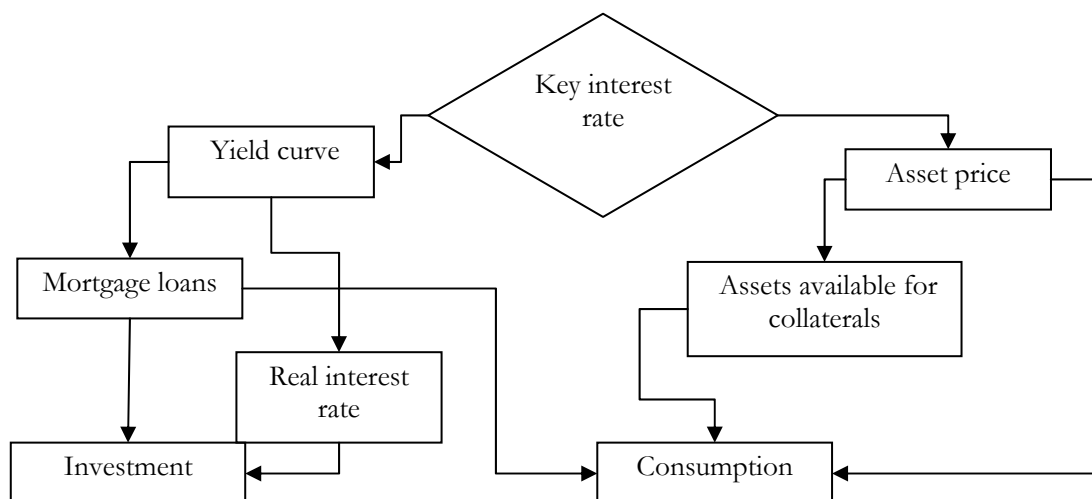 Key interest
rate
Yield curve
Asset price
Mortgage loans
Assets available for
collaterals
Real interest
rate
Investment
Consumption